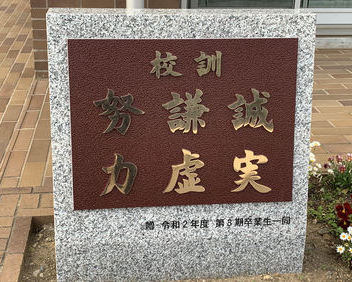 校訓
誠実
謙虚
努力
贈 令和2年度 第 期卒業生一同